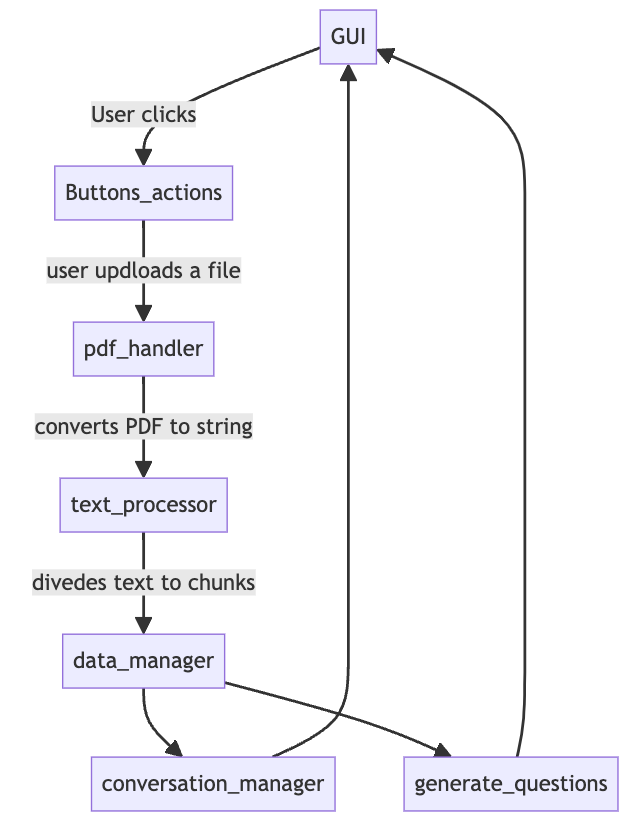 GUI
User clicks
Buttons_actions
user updloads a file
pdf_handler
converts PDF to string
text_processor
divedes text to chunks
data_manager
conversation_manager
generate_questions